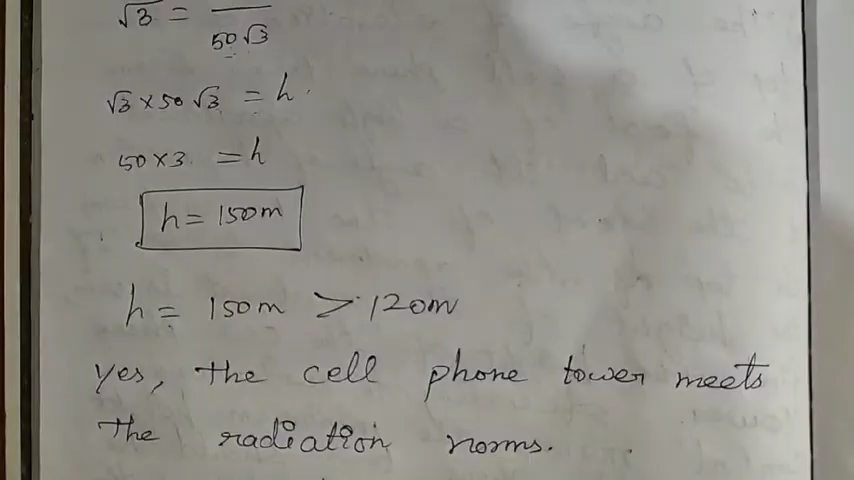 √3 = 
50√3
√3 × 50√3 = h
50 × 3 = h
h = 150m
h = 150m > 120m
yes, the cell phone tower meets
the radiation norms.